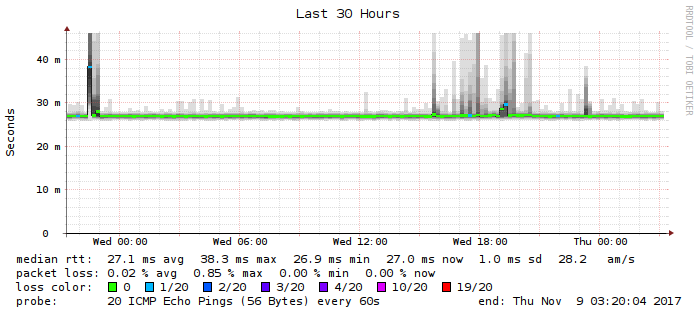 Last 30 Hours
RRDTOOL / TOBI OETIKER
Seconds
40 m
30 m
20 m
10 m
0
Wed 00:00 Wed 06:00 Wed 12:00 Wed 18:00 Thu 00:00
median rtt: 27.1 ms avg 38.3 ms max 26.9 ms min 27.0 ms now 1.0 ms sd 28.2 am/s
packet loss: 0.02 % avg 0.85 % max 0.00 % min 0.00 % now
loss color: 0 1/20 2/20 3/20 4/20 10/20 19/20
probe: 20 ICMP Echo Pings (56 Bytes) every 60s end: Thu Nov 9 03:20:04 2017